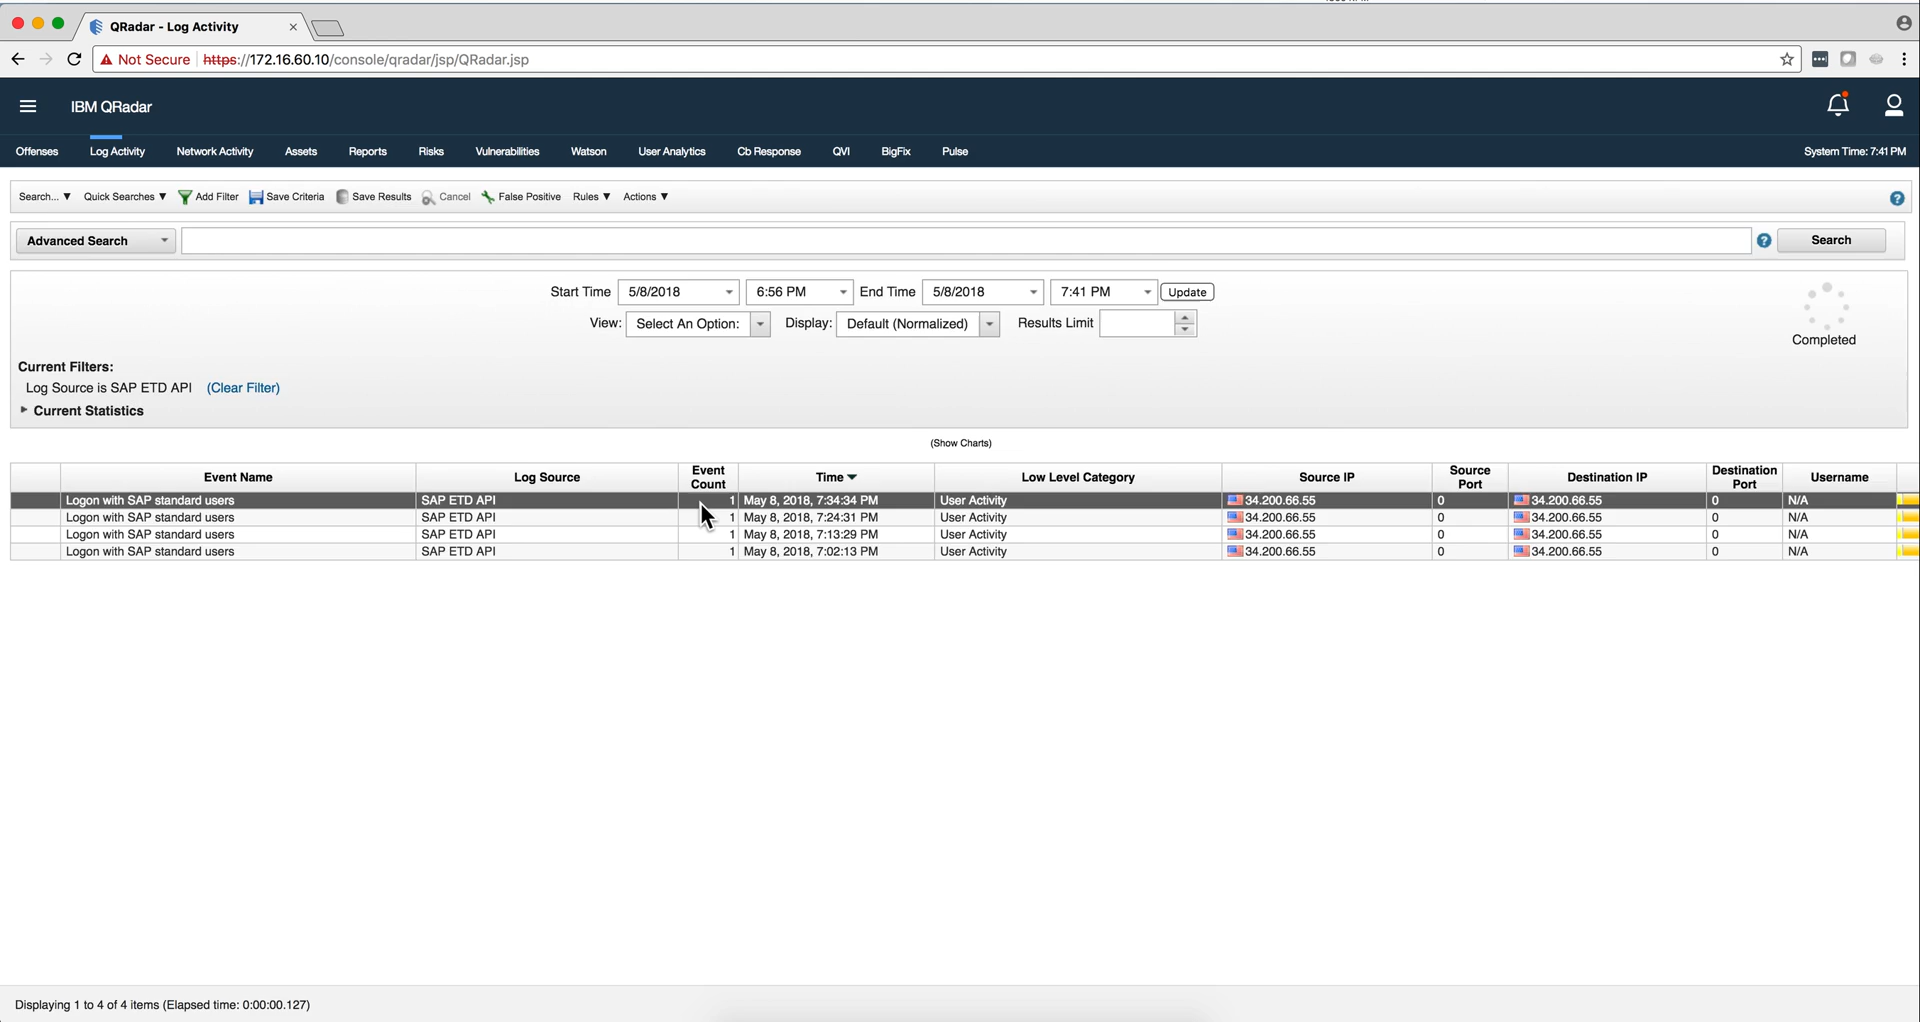 QRadar - Log Activity
Not Secure https://172.16.60.10/console/qradar/jsp/QRadar.jsp
IBM QRadar
Offenses Log Activity Network Activity Assets Reports Risks Vulnerabilities Watson User Analytics Cb Response QVI BigFix Pulse System Time: 7:41 PM
Search... Quick Searches Add Filter Save Criteria Save Results Cancel False Positive Rules Actions
Advanced Search Search
Start Time 5/8/2018 6:56 PM End Time 5/8/2018 7:41 PM Update
View: Select An Option: Display: Default (Normalized) Results Limit
Completed
Current Filters:
Log Source is SAP ETD API (Clear Filter)
Current Statistics
(Show Charts)
Event Name Log Source Event Count Time Low Level Category Source IP Source Port Destination IP Destination Port Username
Logon with SAP standard users SAP ETD API 1 May 8, 2018, 7:34:34 PM User Activity 34.200.66.55 0 34.200.66.55 0 N/A
Logon with SAP standard users SAP ETD API 1 May 8, 2018, 7:24:31 PM User Activity 34.200.66.55 0 34.200.66.55 0 N/A
Logon with SAP standard users SAP ETD API 1 May 8, 2018, 7:13:29 PM User Activity 34.200.66.55 0 34.200.66.55 0 N/A
Logon with SAP standard users SAP ETD API 1 May 8, 2018, 7:02:13 PM User Activity 34.200.66.55 0 34.200.66.55 0 N/A
Displaying 1 to 4 of 4 items (Elapsed time: 0:00:00.127)